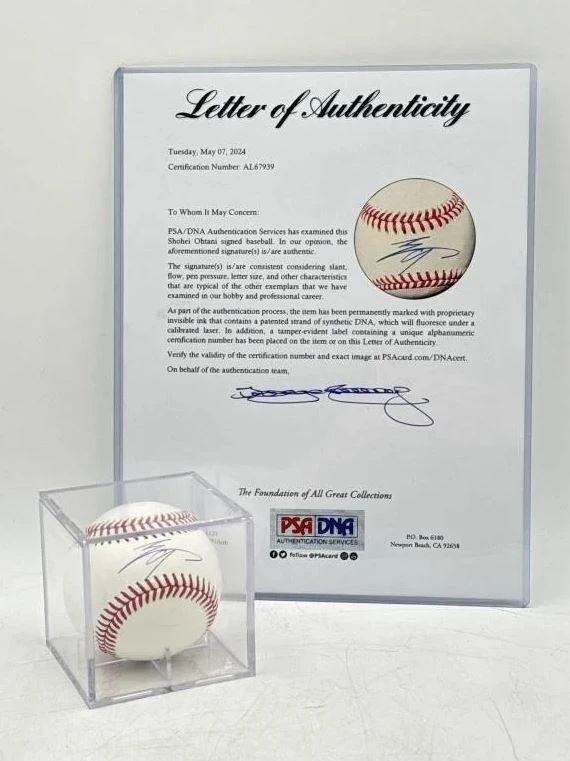 Letter of Authenticity
Tuesday, May 07, 2024
Certification Number: AL67939
To Whom It May Concern:
PSA/DNA Authentication Services has examined this
Shohei Ohtani signed baseball. In our opinion, the
aforementioned signature(s) is/are authentic.
The signature(s) is/are consistent considering slant,
flow, pen pressure, letter size, and other characteristics
that are typical of the other exemplars that we have
examined in our hobby and professional career.
As part of the authentication process, the item has been permanently marked with proprietary
invisible ink that contains a patented strand of synthetic DNA, which will fluoresce under a
calibrated laser. In addition, a tamper-evident label containing a unique alphanumeric
certification number has been placed on the item or on this Letter of Authenticity.
Verify the validity of the certification number and exact image at PSAcard.com/DNAcert.
On behalf of the authentication team,
The Foundation of All Great Collections
PSA DNA
AUTHENTICATION SERVICES
Follow @PSAcard
P.O. Box 6180
Newport Beach, CA 92658